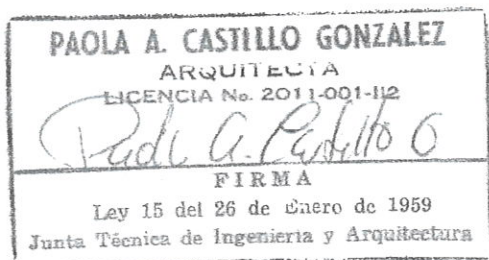 PAOLA A. CASTILLO GONZALEZ
ARQUITECTA
LICENCIA No. 2011-001-112
Paola A. Castillo G
FIRMA
Ley 15 del 26 de Enero de 1959
Junta Técnica de Ingeniería y Arquitectura